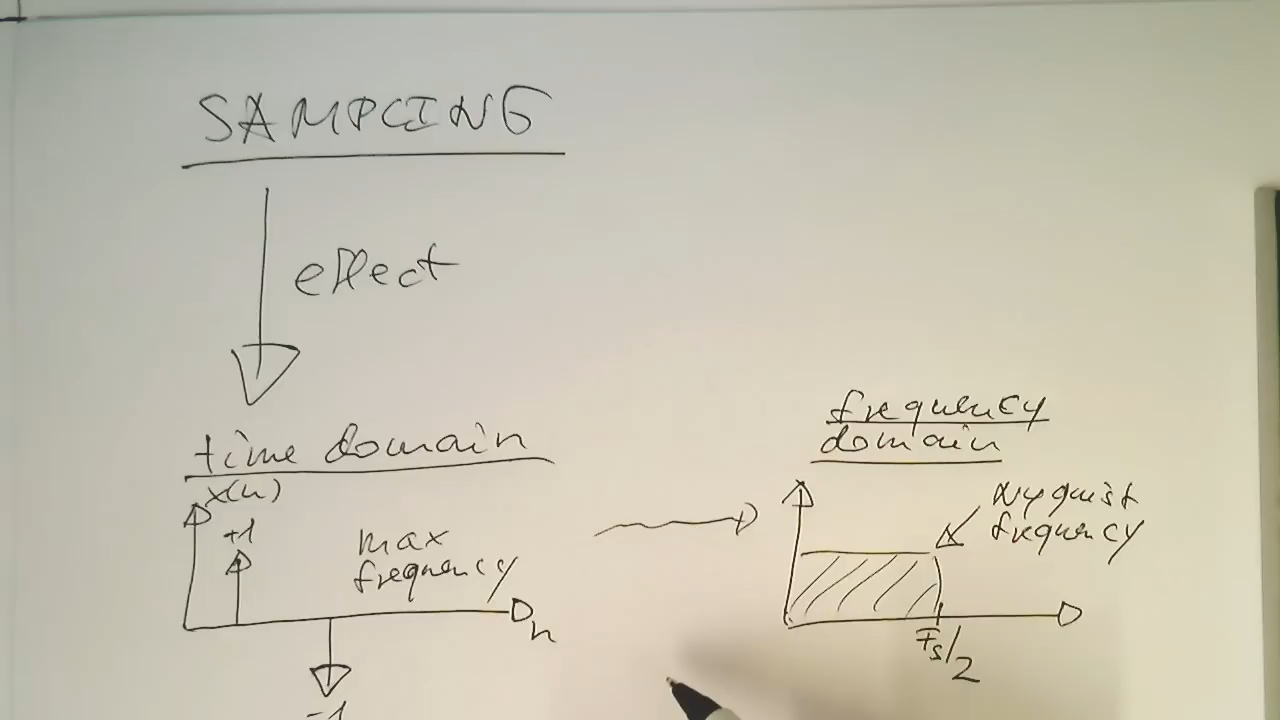 SAMPLING
effect
time domain
x(n)
+1
max
frequency
n
-1
frequency
domain
Nyquist
frequency
Fs/2